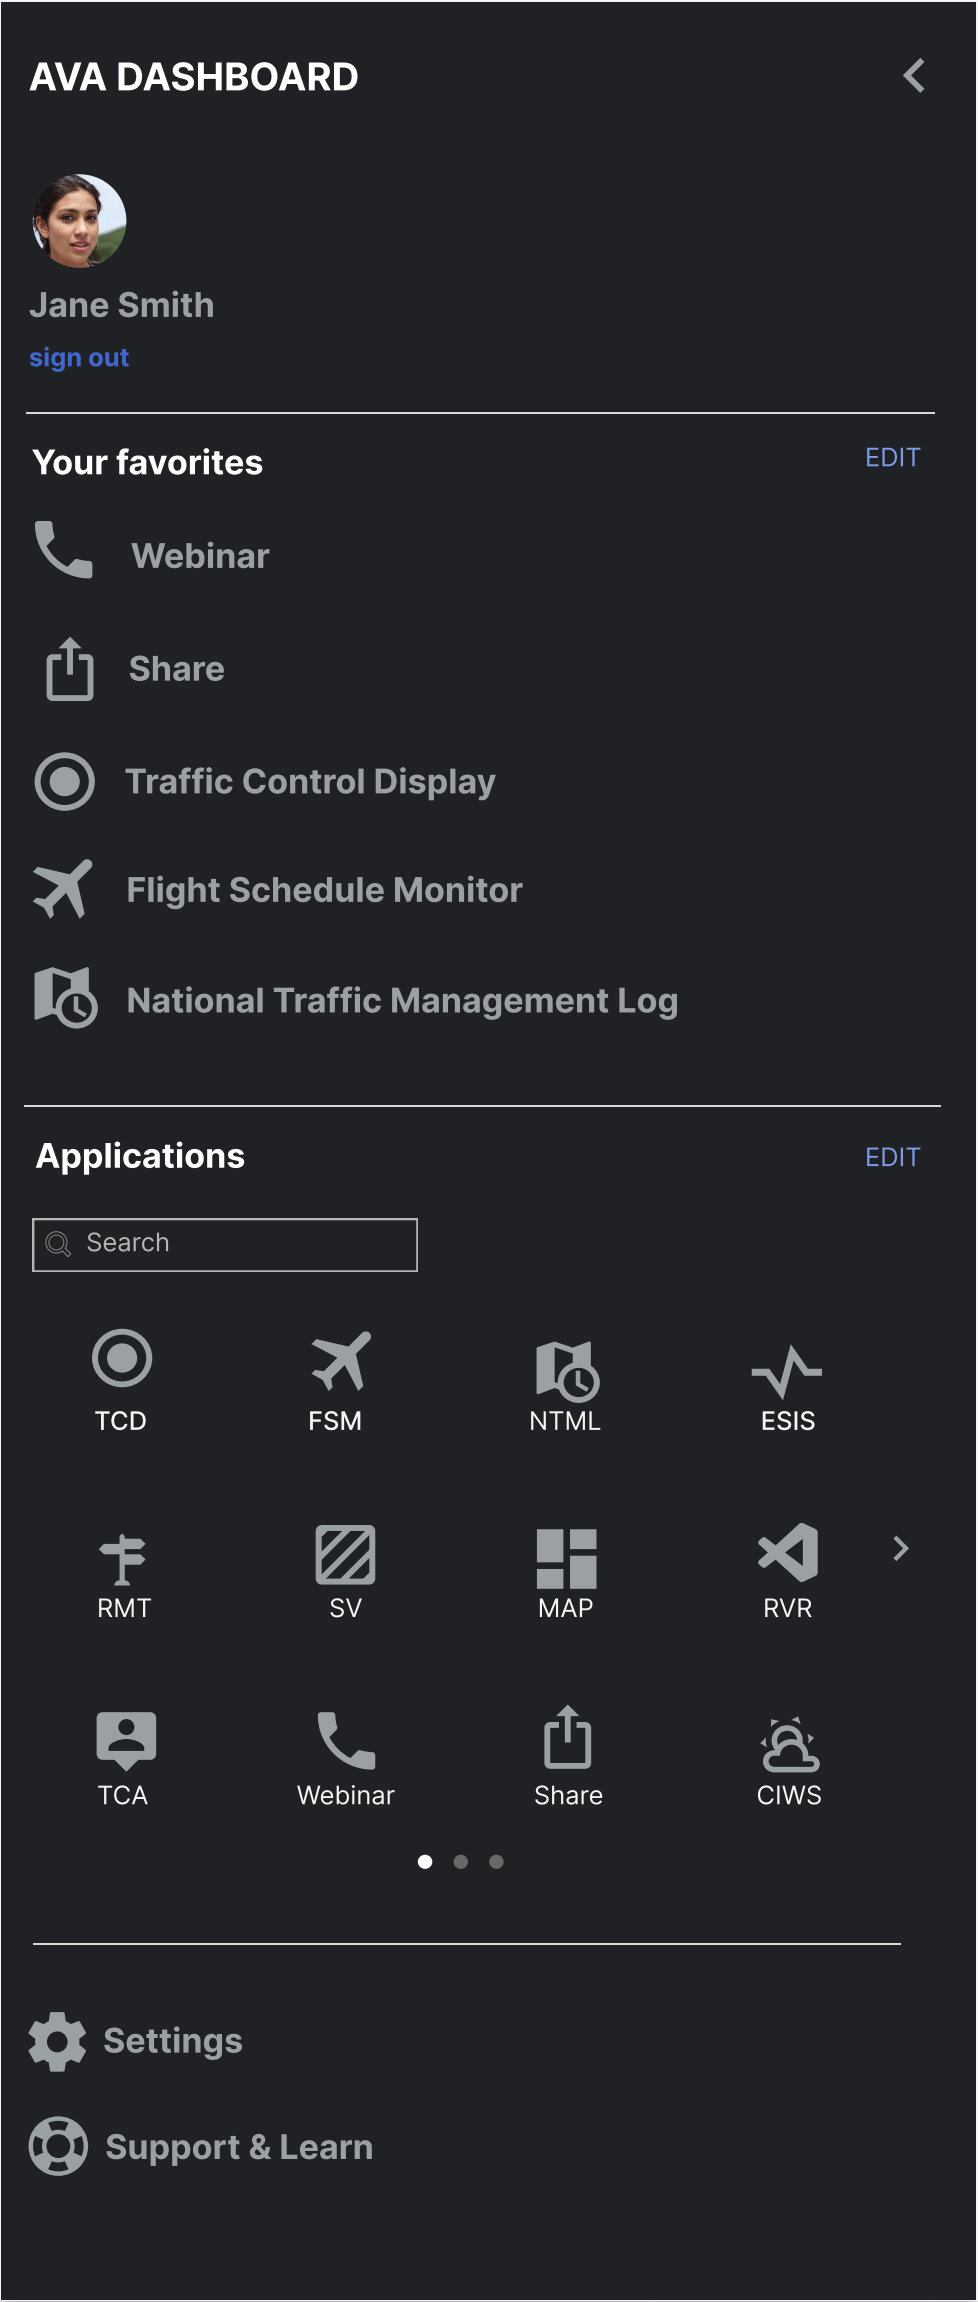 AVA DASHBOARD
Jane Smith
sign out
Your favorites
EDIT
Webinar
Share
Traffic Control Display
Flight Schedule Monitor
National Traffic Management Log
Applications
EDIT
Search
TCD
FSM
NTML
ESIS
RMT
SV
MAP
RVR
TCA
Webinar
Share
CIWS
Settings
Support & Learn